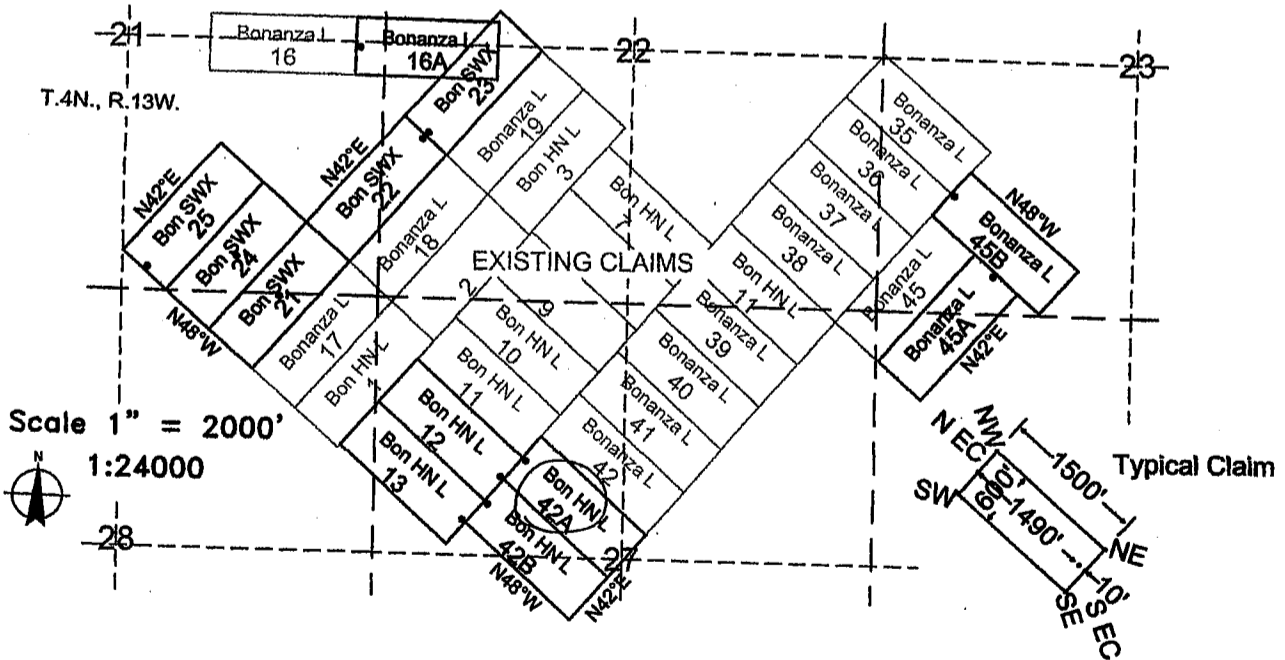 21
Bonanza L
16
Bonanza L
16A
22
23
T.4N., R.13W.
Bon SWX
23
Bonanza L
19
Bon HN L
3
N42°E
Bon SWX
22
Bonanza L
18
N42°E
Bon SWX
25
Bon SWX
24
Bon SWX
21
N48°W
Bonanza L
17
Bon HN L
1
EXISTING CLAIMS
2
9
Bon HN L
Bon HN L
10
Bon HN L
11
Bon HN L
12
Bon HN L
13
Bonanza L
35
Bonanza L
36
Bonanza L
37
Bonanza L
38
Bon HN L
11
Bonanza L
39
Bonanza L
40
Bonanza L
41
Bonanza L
42
Bonanza L
45
N48°W
Bonanza L
45B
Bonanza L
45A
N42°E
Bon HN L
42A
Bon HN L
42B
N48°W
N42°E
Scale 1" = 2000'
1:24000
N
28
27
Typical Claim
NW
N EC
SW
1500'
600'
1490'
10'
NE
SE
S EC